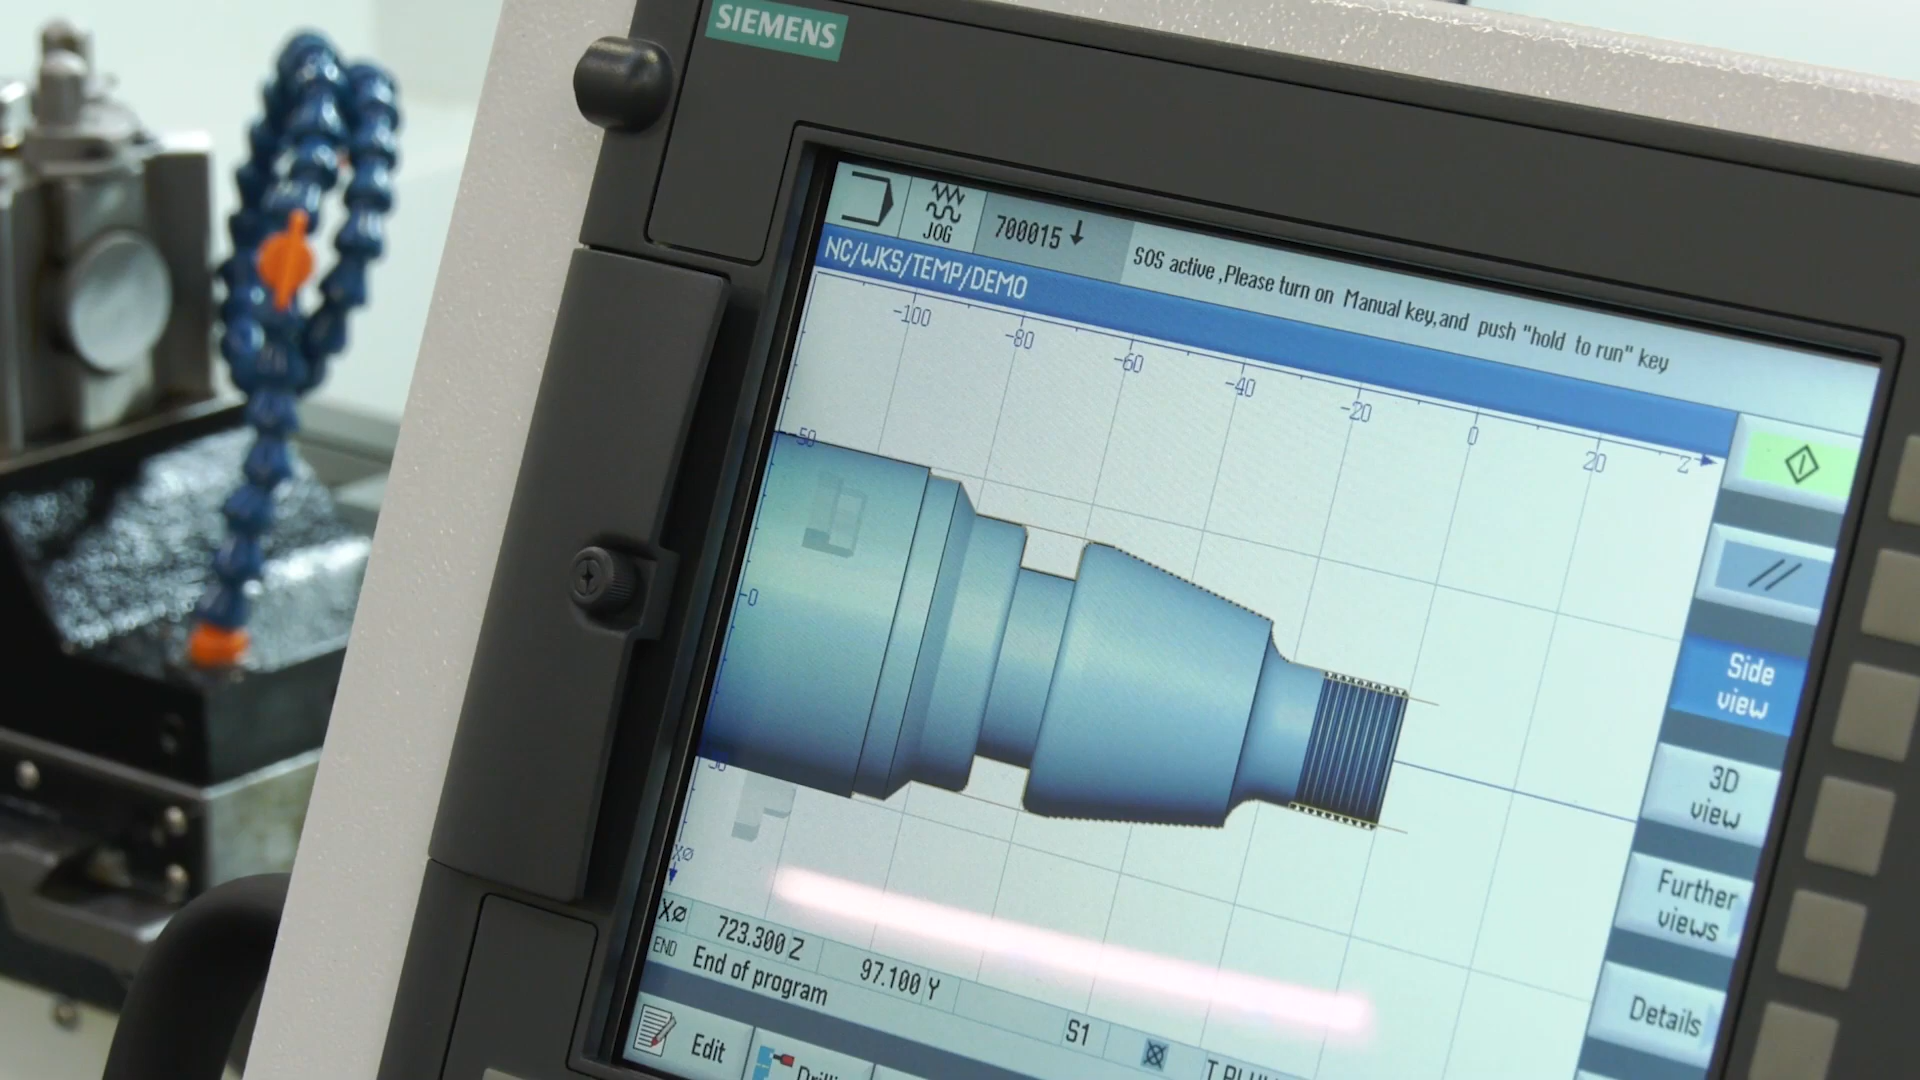 SIEMENS
JOG
700015
SOS active ,Please turn on Manual key,and push "hold to run" key
NC/WKS/TEMP/DEMO
-100
-80
-60
-40
-20
0
20
Z
-50
0
50
XØ
Side
view
3D
view
Further
views
Details
XØ 723.300 Z 97.100 Y
END End of program
S1
Edit